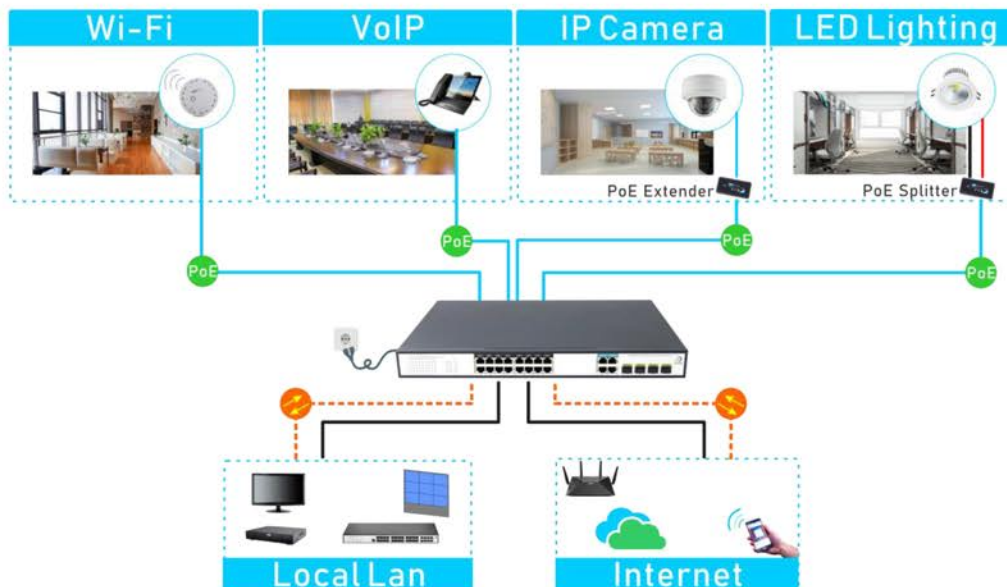 Wi-Fi
VoIP
IP Camera
LED Lighting
PoE Extender
PoE Splitter
PoE
PoE
PoE
PoE
Local Lan
Internet